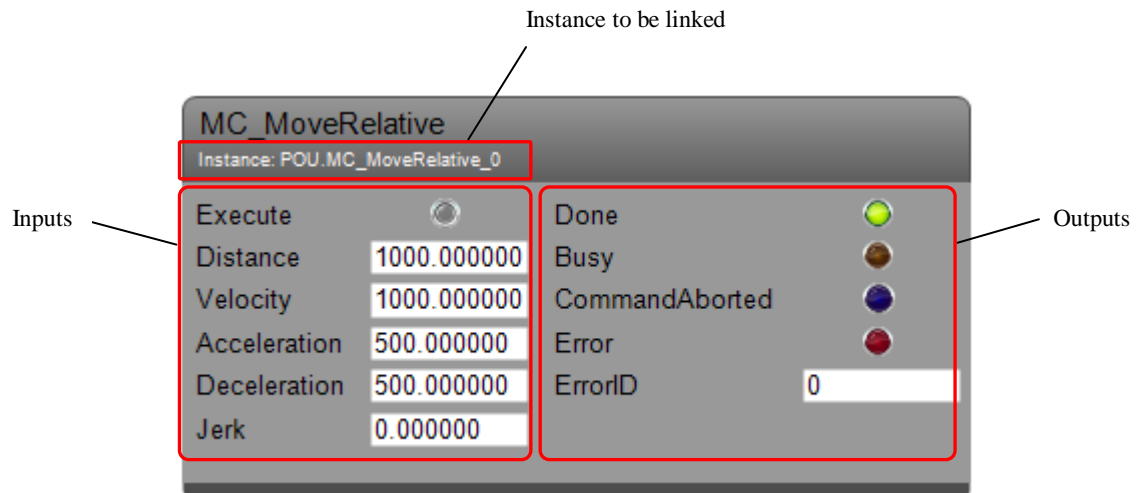 Instance to be linked
MC_MoveRelative
Instance: POU.MC_MoveRelative_0
Inputs
Outputs
Execute
Done
Distance 1000.000000
Busy
Velocity 1000.000000
CommandAborted
Acceleration 500.000000
Error
Deceleration 500.000000
ErrorID 0
Jerk 0.000000